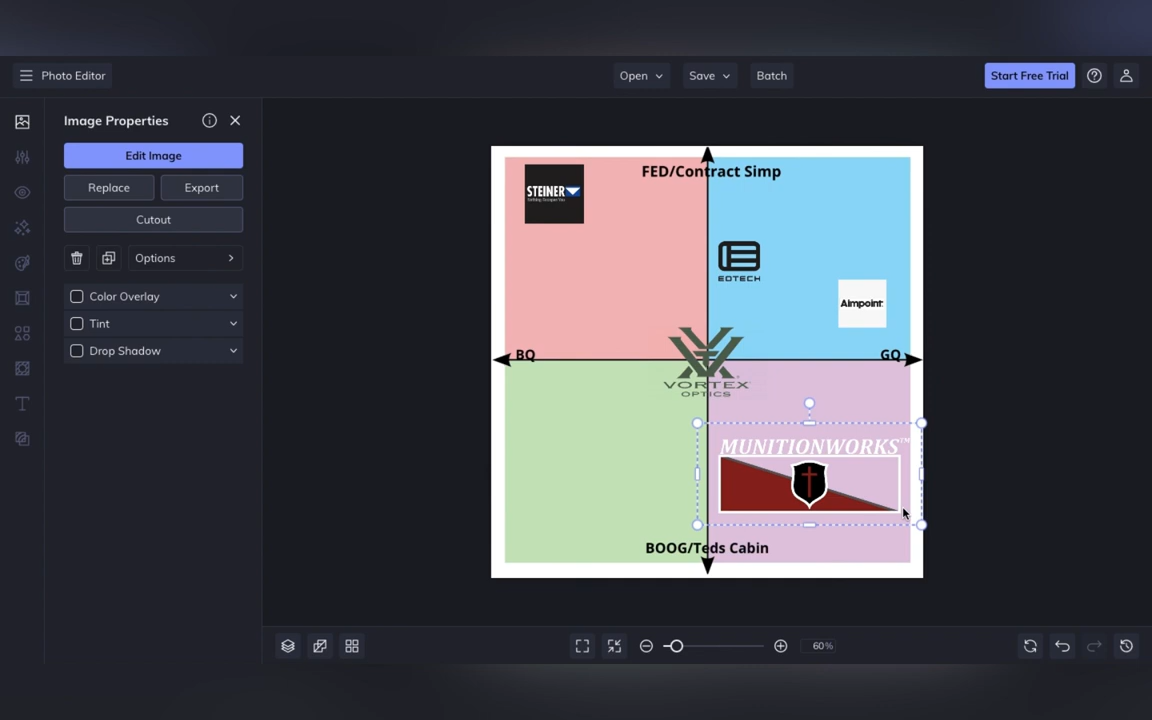 Photo Editor
Open
Save
Batch
Start Free Trial
Image Properties
Edit Image
Replace
Export
Cutout
Options
Color Overlay
Tint
Drop Shadow
FED/Contract Simp
STEINER
EOTECH
Aimpoint
BQ
GQ
VORTEX
OPTICS
MUNITIONWORKS™
BOOG/Teds Cabin
60%